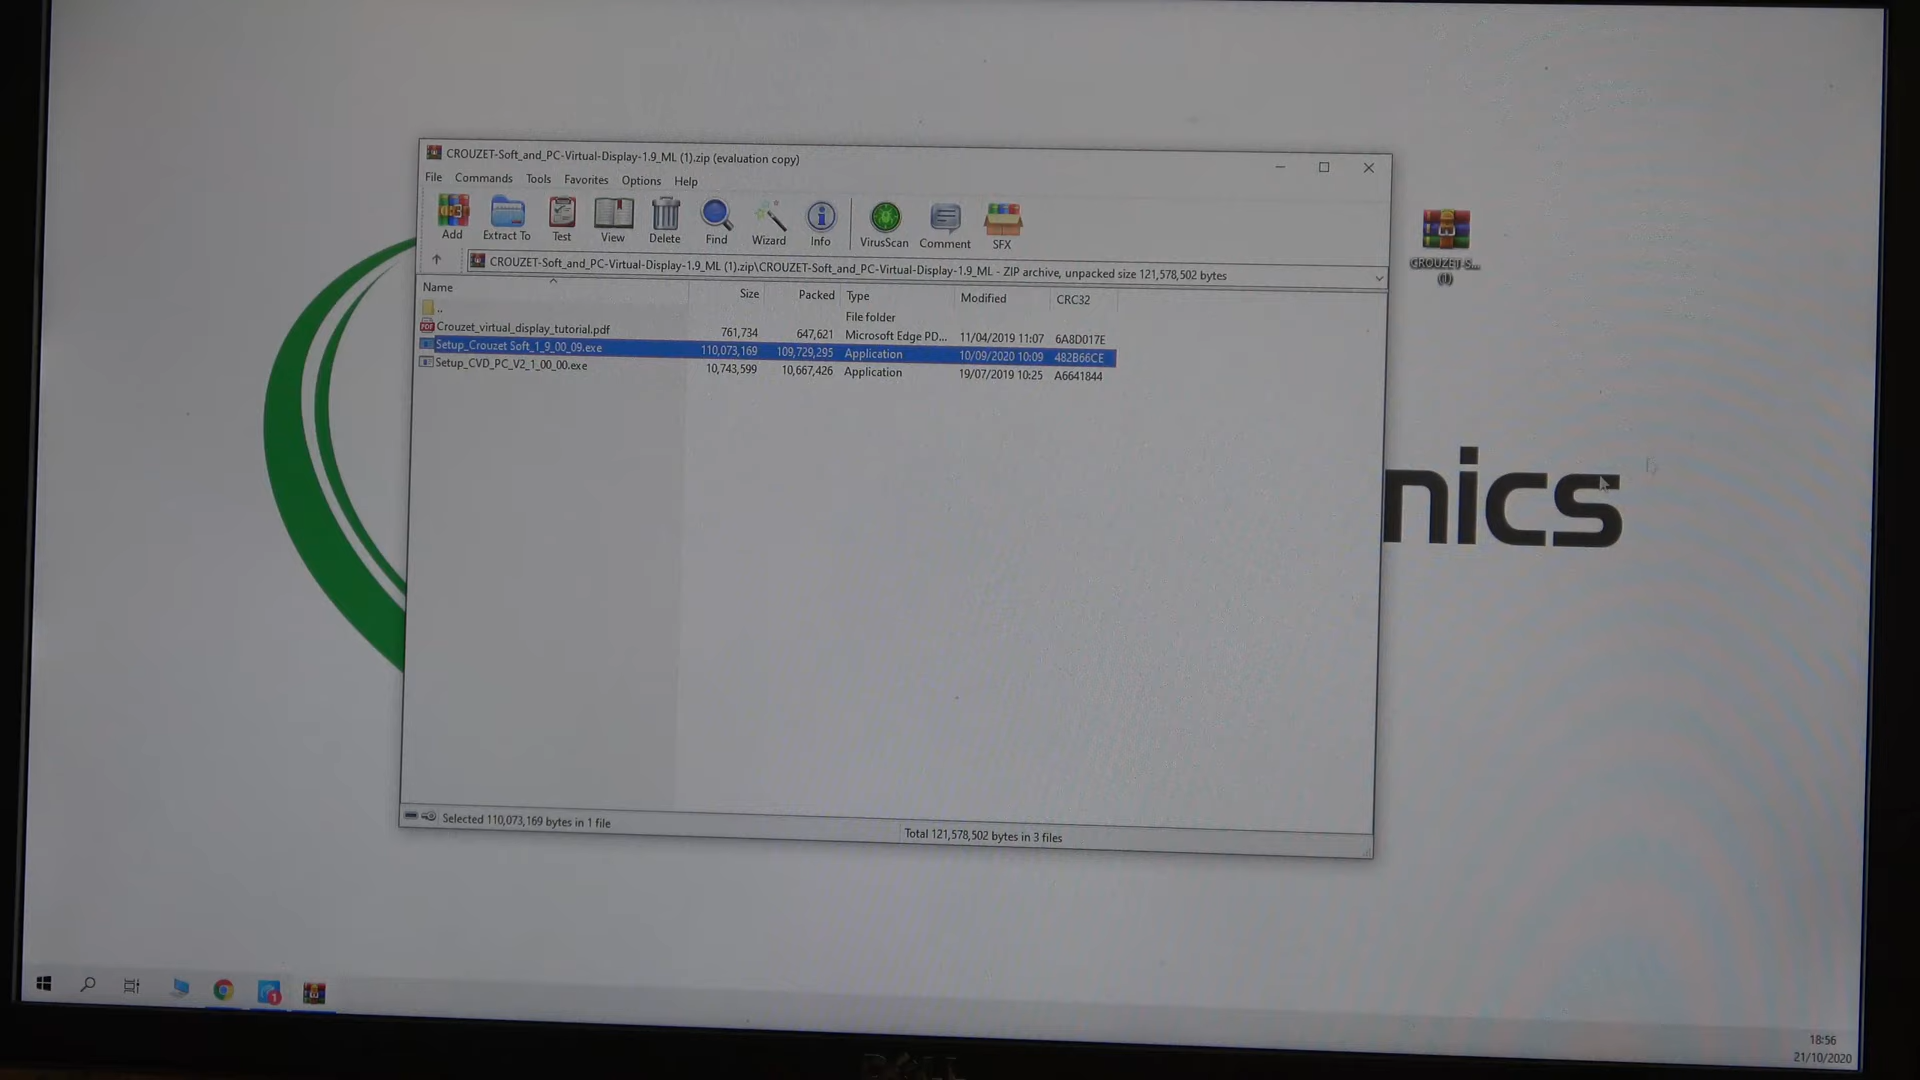 CROUZET-Soft_and_PC-Virtual-Display-1.9_ML (1).zip (evaluation copy)
File Commands Tools Favorites Options Help
Add Extract To Test View Delete Find Wizard Info VirusScan Comment SFX
CROUZET-Soft_and_PC-Virtual-Display-1.9_ML (1).zip\CROUZET-Soft_and_PC-Virtual-Display-1.9_ML - ZIP archive, unpacked size 121,578,502 bytes
Name Size Packed Type Modified CRC32
.. File folder
Crouzet_virtual_display_tutorial.pdf 761,734 647,621 Microsoft Edge PD... 11/04/2019 11:07 6A8D017E
Setup_Crouzet Soft_1_9_00_09.exe 110,073,169 109,729,295 Application 10/09/2020 10:09 482B66CE
Setup_CVD_PC_V2_1_00_00.exe 10,743,599 10,667,426 Application 19/07/2019 10:25 A6641844
CROUZET-S...
(1)
nics
Selected 110,073,169 bytes in 1 file
Total 121,578,502 bytes in 3 files
1
18:56
21/10/2020
DELL